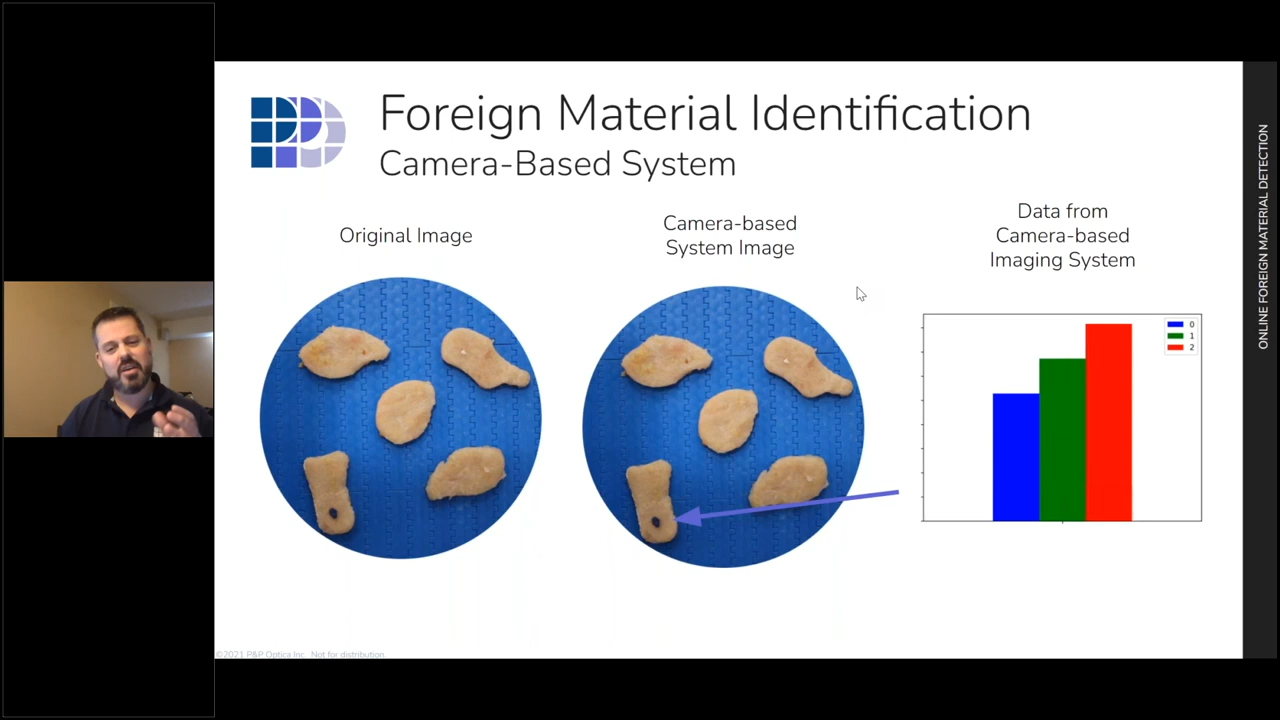 Foreign Material Identification
Camera-Based System
Original Image
Camera-based
System Image
Data from
Camera-based
Imaging System
0
1
2
ONLINE FOREIGN MATERIAL DETECTION
©2021 P&P Optica Inc. Not for distribution.